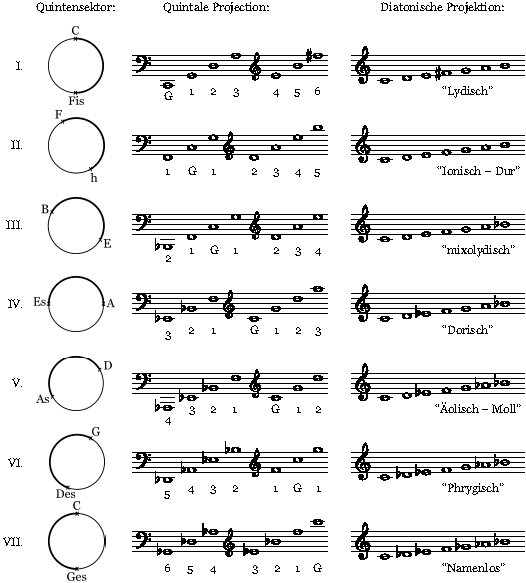 Quintensektor: Quintale Projection: Diatonische Projektion:
C
I.
Fis
G 1 2 3 4 5 6
"Lydisch"
F
II.
h
1 G 1 2 3 4 5
"Ionisch – Dur"
B
III.
E
2 1 G 1 2 3 4
"mixolydisch"
IV. Es A
3 2 1 G 1 2 3
"Dorisch"
D
V.
As
4 3 2 1 G 1 2
"Äolisch – Moll"
G
VI.
Des
5 4 3 2 1 G 1
"Phrygisch"
C
VII.
Ges
6 5 4 3 2 1 G
"Namenlos"